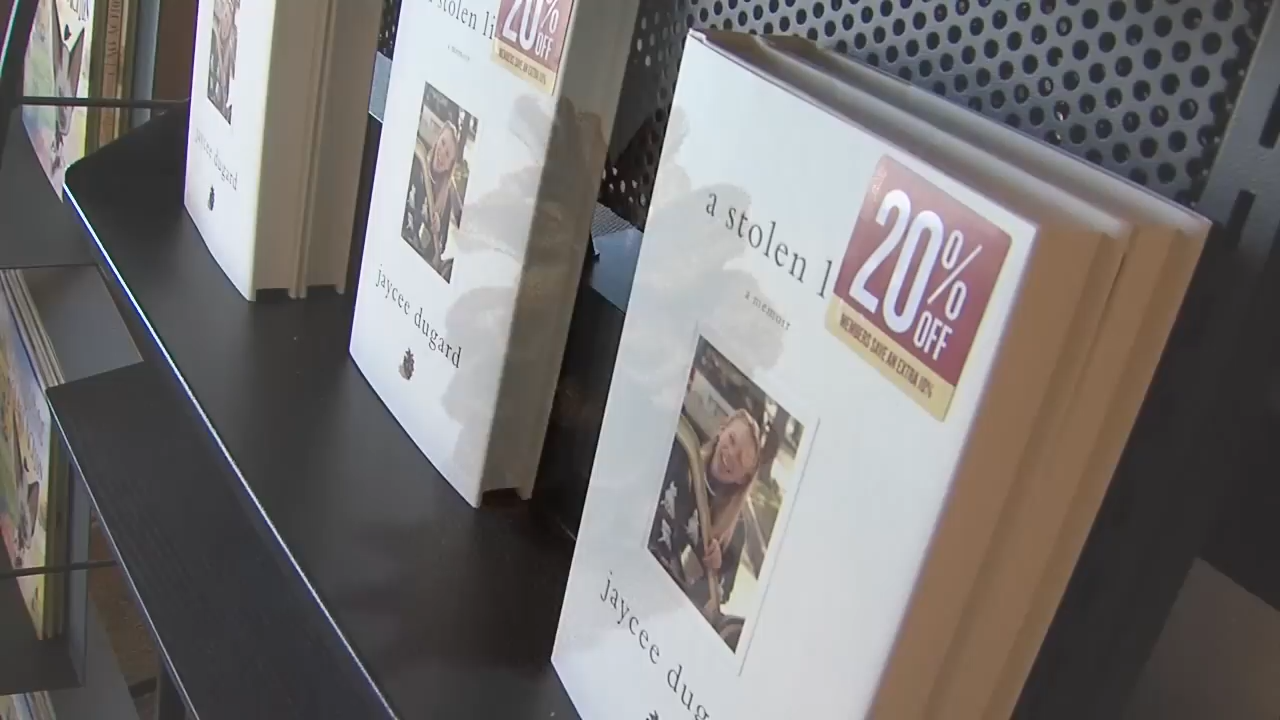 jaycee dugard
a stolen li
a memoir
20%
OFF
MEMBERS SAVE AN EXTRA 10%
jaycee dugard
a stolen l
a memoir
20%
OFF
MEMBERS SAVE AN EXTRA 10%
jaycee dug